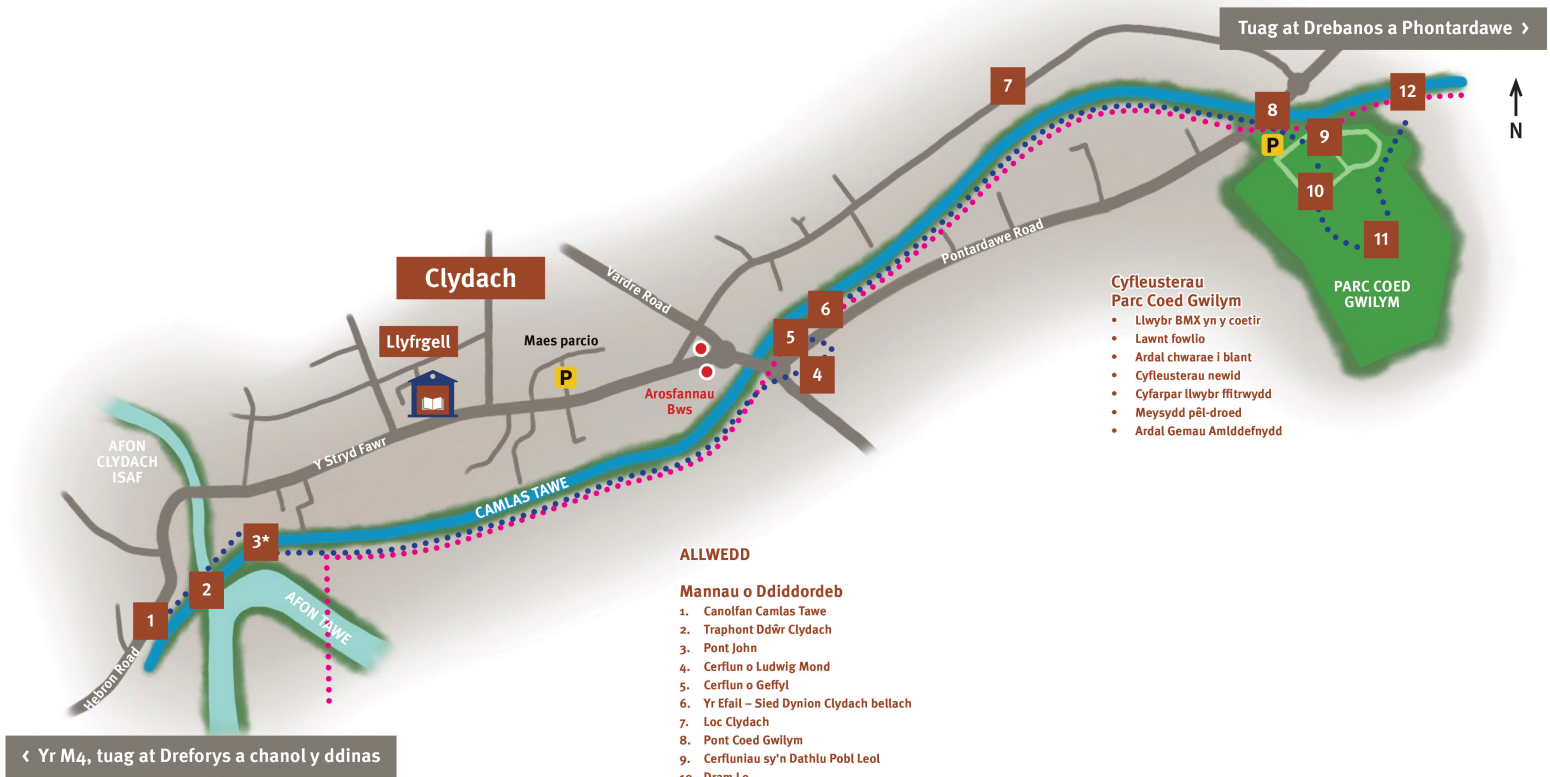 Tuag at Drebanos a Phontardawe >
7
12
8
N
P
9
10
11
Clydach
Vardre Road
Pontardawe Road
PARC COED
GWILYM
Cyfleusterau
Parc Coed Gwilym
• Llwybr BMX yn y coetir
• Lawnt fowlio
• Ardal chwarae i blant
• Cyfleusterau newid
• Cyfarpar llwybr ffitrwydd
• Meysydd pêl-droed
• Ardal Gemau Amlddefnydd
6
5
4
Llyfrgell
Maes parcio
P
Arosfannau
Bws
AFON
CLYDACH
ISAF
Y Stryd Fawr
CAMLAS TAWE
3*
2
1
AFON TAWE
Hebron Road
ALLWEDD
Mannau o Ddiddordeb
1. Canolfan Camlas Tawe
2. Traphont Ddŵr Clydach
3. Pont John
4. Cerflun o Ludwig Mond
5. Cerflun o Geffyl
6. Yr Efail – Sied Dynion Clydach bellach
7. Loc Clydach
8. Pont Coed Gwilym
9. Cerfluniau sy'n Dathlu Pobl Leol
< Yr M4, tuag at Dreforys a chanol y ddinas